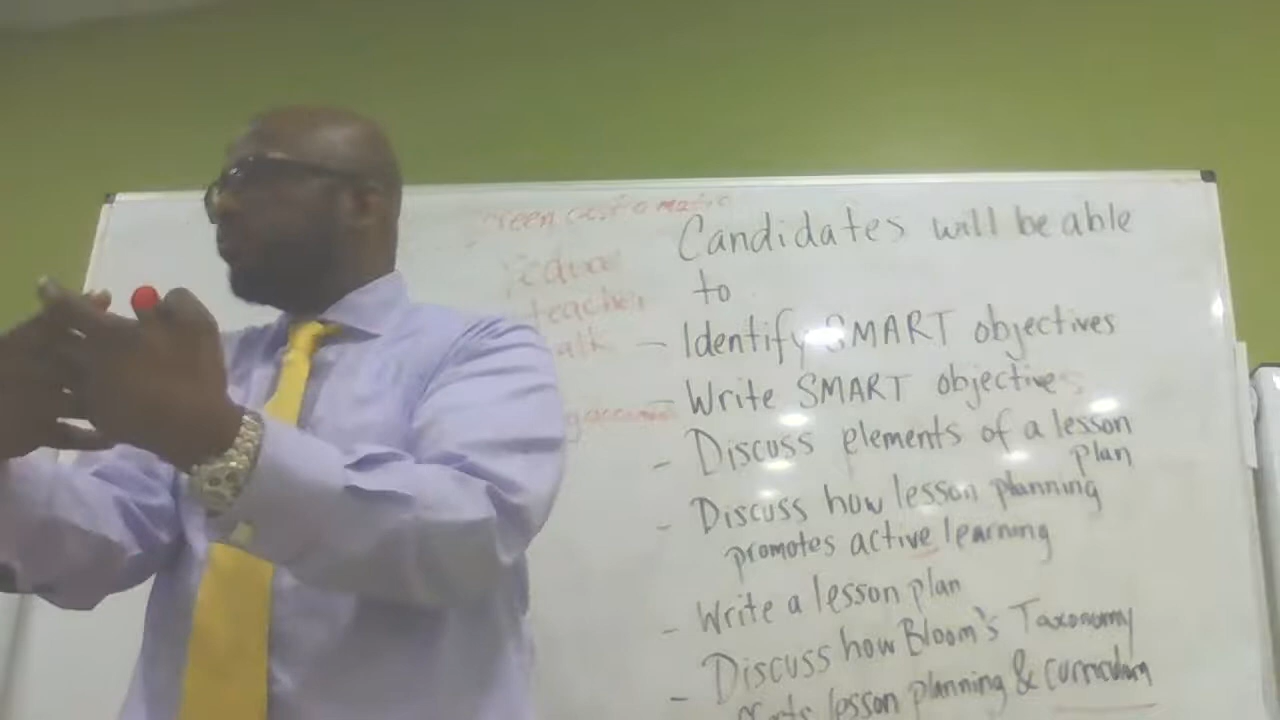 teacher
Candidates will be able
to
- Identify SMART objectives
- Write SMART objectives
- Discuss elements of a lesson
plan
- Discuss how lesson planning
promotes active learning
- Write a lesson plan
- Discuss how Bloom's Taxonomy
lesson planning & curriculum